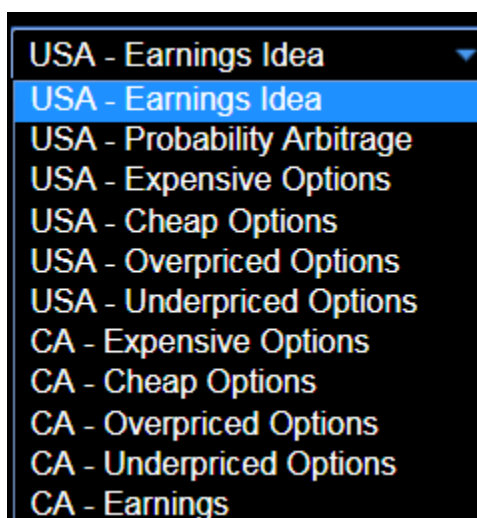 USA - Earnings Idea
USA - Earnings Idea
USA - Probability Arbitrage
USA - Expensive Options
USA - Cheap Options
USA - Overpriced Options
USA - Underpriced Options
CA - Expensive Options
CA - Cheap Options
CA - Overpriced Options
CA - Underpriced Options
CA - Earnings